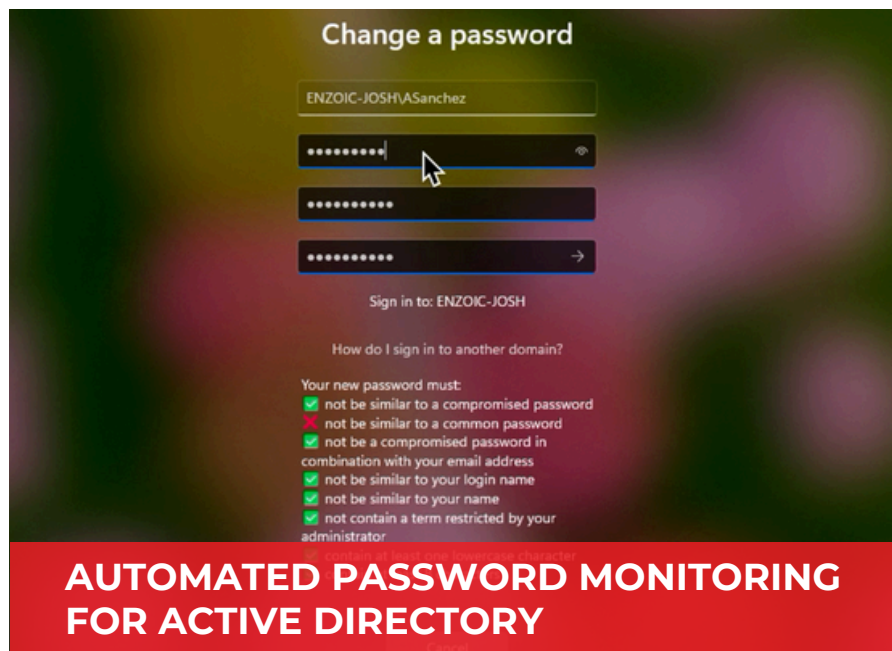 Change a password
ENZOIC-JOSH\ASanchez
Sign in to: ENZOIC-JOSH
How do I sign in to another domain?
Your new password must:
not be similar to a compromised password
not be similar to a common password
not be a compromised password in
combination with your email address
not be similar to your login name
not be similar to your name
not contain a term restricted by your
administrator
contain at least one lowercase character
AUTOMATED PASSWORD MONITORING
FOR ACTIVE DIRECTORY
Cancel